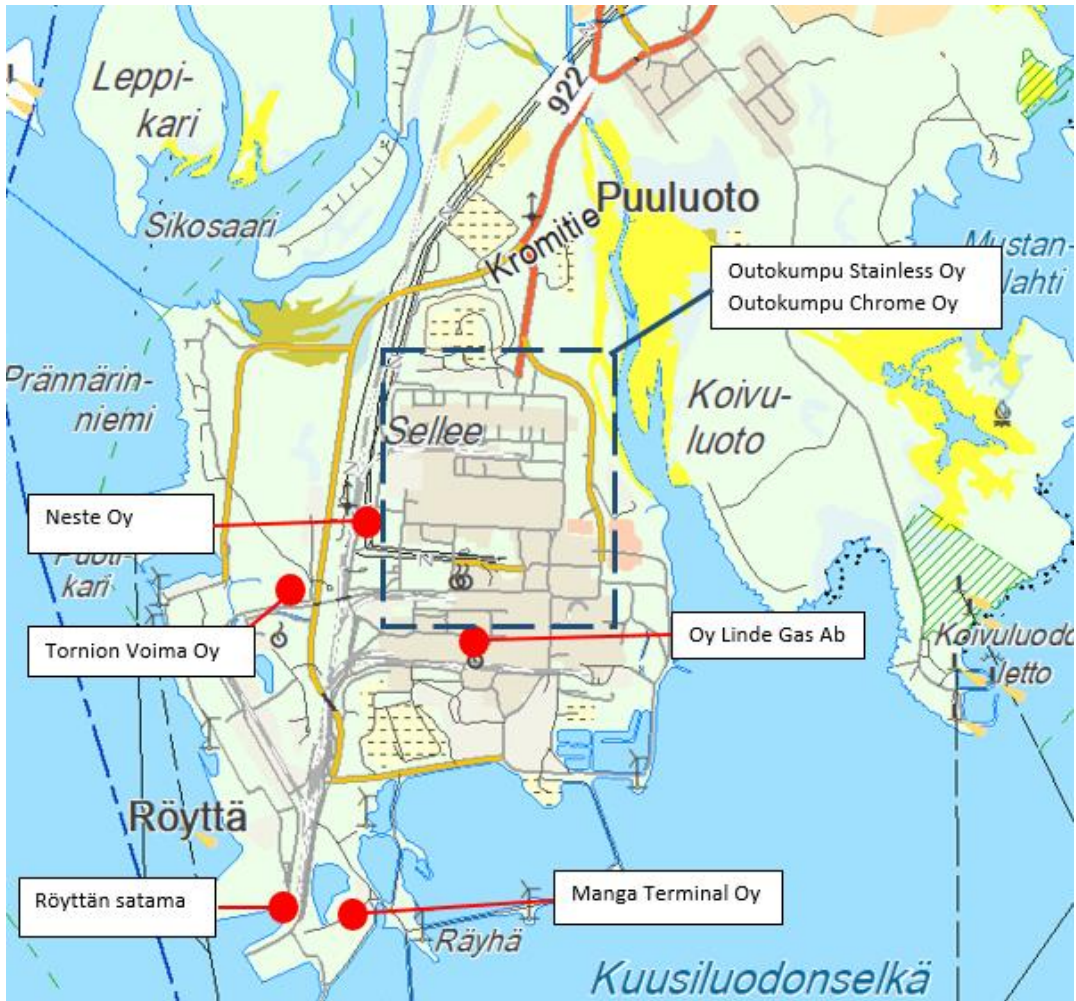 Leppi-
kari
922
Puuluoto
Sikosaari
Kromitie
Mustan-
lahti
Outokumpu Stainless Oy
Outokumpu Chrome Oy
Prännärin-
niemi
Koivu-
luoto
Sellee
Neste Oy
Puoti-
kari
Tornion Voima Oy
Oy Linde Gas Ab
Koivuluodo
letto
Röyttä
Röyttän satama
Manga Terminal Oy
Räyhä
Kuusiluodonselkä